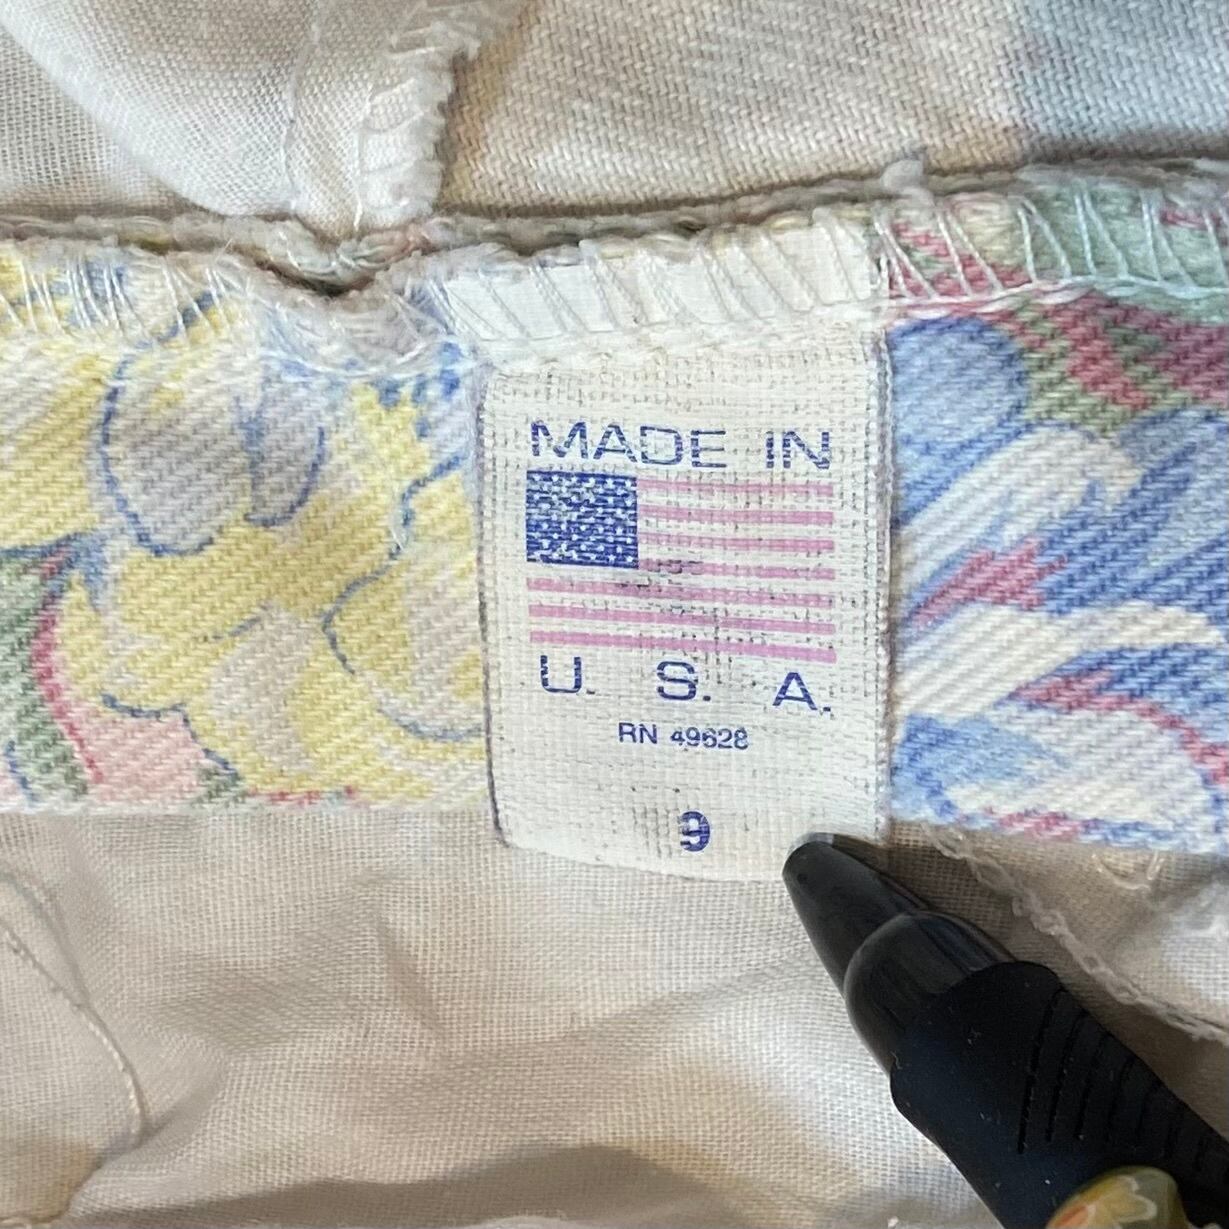 MADE IN
U. S. A.
RN 49628
9